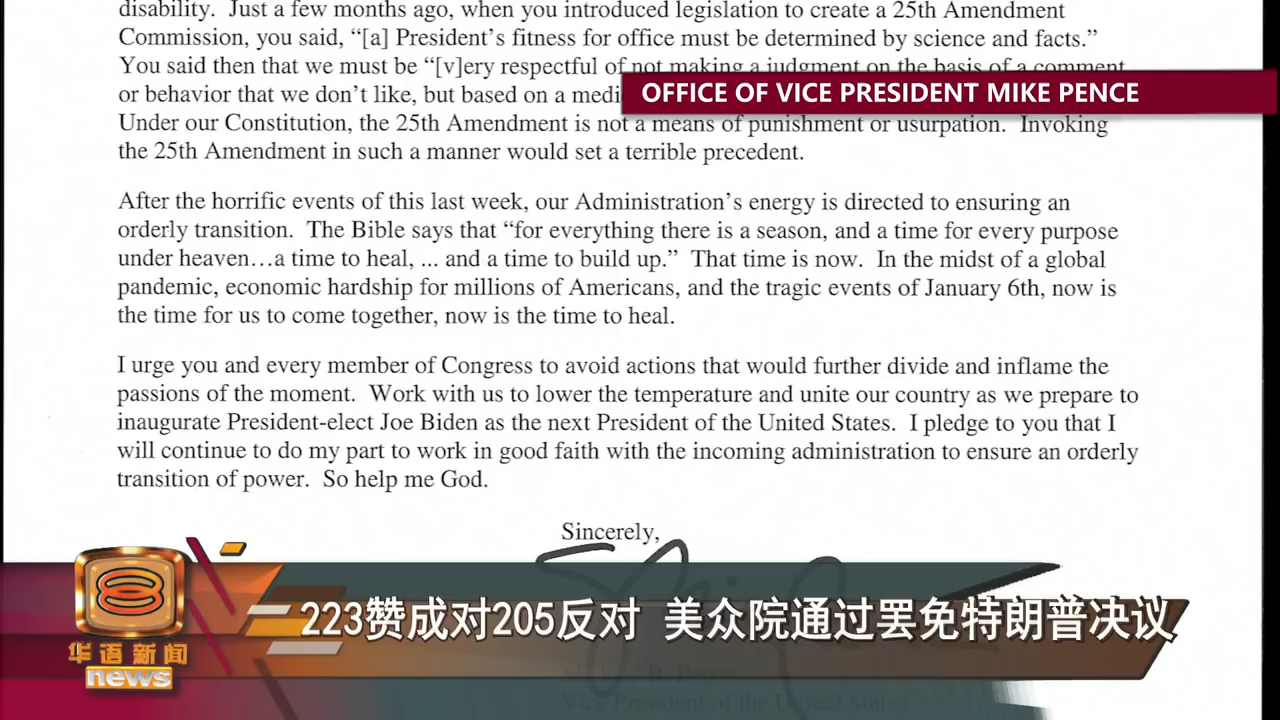 disability. Just a few months ago, when you introduced legislation to create a 25th Amendment
Commission, you said, “[a] President’s fitness for office must be determined by science and facts.”
You said then that we must be “[v]ery respectful of not making a judgment on the basis of a comment
or behavior that we don’t like, but based on a medi
OFFICE OF VICE PRESIDENT MIKE PENCE
Under our Constitution, the 25th Amendment is not a means of punishment or usurpation. Invoking
the 25th Amendment in such a manner would set a terrible precedent.
After the horrific events of this last week, our Administration’s energy is directed to ensuring an
orderly transition. The Bible says that “for everything there is a season, and a time for every purpose
under heaven…a time to heal, ... and a time to build up.” That time is now. In the midst of a global
pandemic, economic hardship for millions of Americans, and the tragic events of January 6th, now is
the time for us to come together, now is the time to heal.
I urge you and every member of Congress to avoid actions that would further divide and inflame the
passions of the moment. Work with us to lower the temperature and unite our country as we prepare to
inaugurate President-elect Joe Biden as the next President of the United States. I pledge to you that I
will continue to do my part to work in good faith with the incoming administration to ensure an orderly
transition of power. So help me God.
Sincerely,
223赞成对205反对 美众院通过罢免特朗普决议
8
华语新闻
news
Vice President of the United States